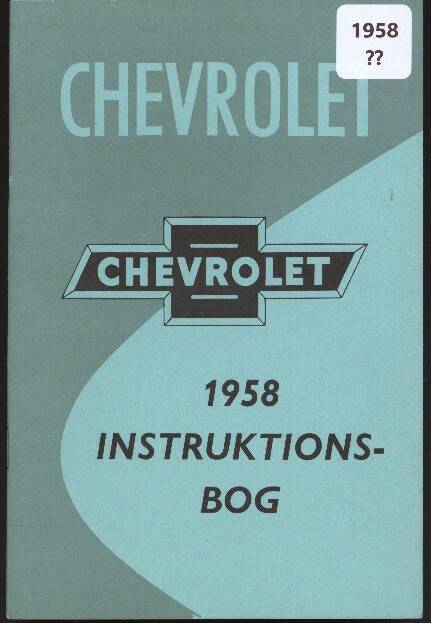 1958
??
CHEVROLET
CHEVROLET
1958
INSTRUKTIONS-
BOG